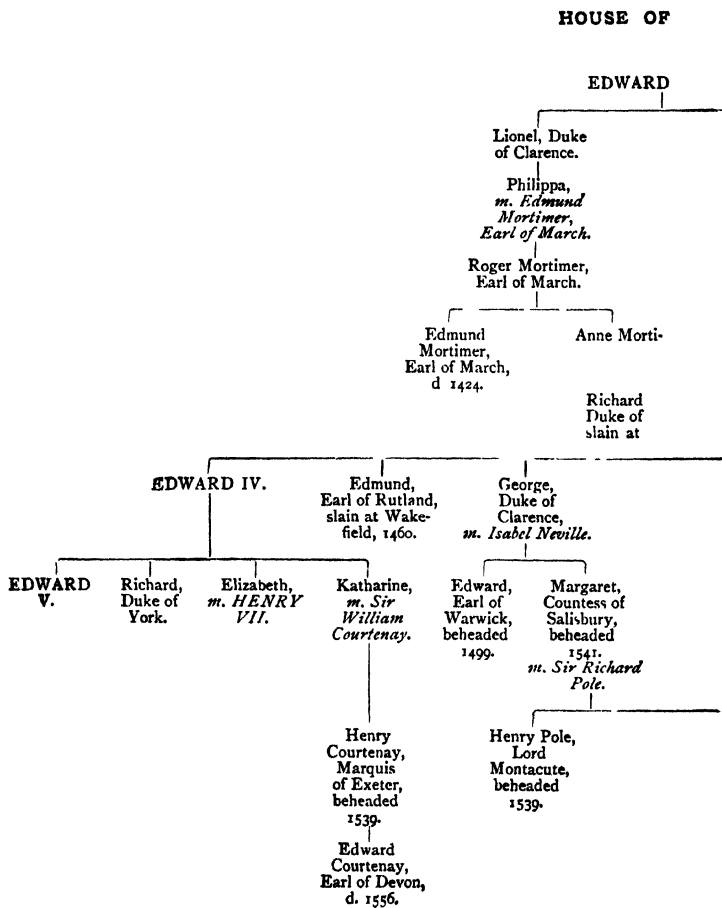 HOUSE OF
EDWARD
Lionel, Duke
of Clarence.
Philippa,
m. Edmund
Mortimer,
Earl of March.
Roger Mortimer,
Earl of March.
Edmund
Mortimer,
Earl of March,
d 1424.
Anne Morti-
Richard
Duke of
slain at
EDWARD IV.
Edmund,
Earl of Rutland,
slain at Wake-
field, 1460.
George,
Duke of
Clarence,
m. Isabel Neville.
EDWARD
V.
Richard,
Duke of
York.
Elizabeth,
m. HENRY
VII.
Katharine,
m. Sir
William
Courtenay.
Edward,
Earl of
Warwick,
beheaded
1499.
Margaret,
Countess of
Salisbury,
beheaded
1541.
m. Sir Richard
Pole.
Henry
Courtenay,
Marquis
of Exeter,
beheaded
1539.
Henry Pole,
Lord
Montacute,
beheaded
1539.
Edward
Courtenay,
Earl of Devon,
d. 1556.